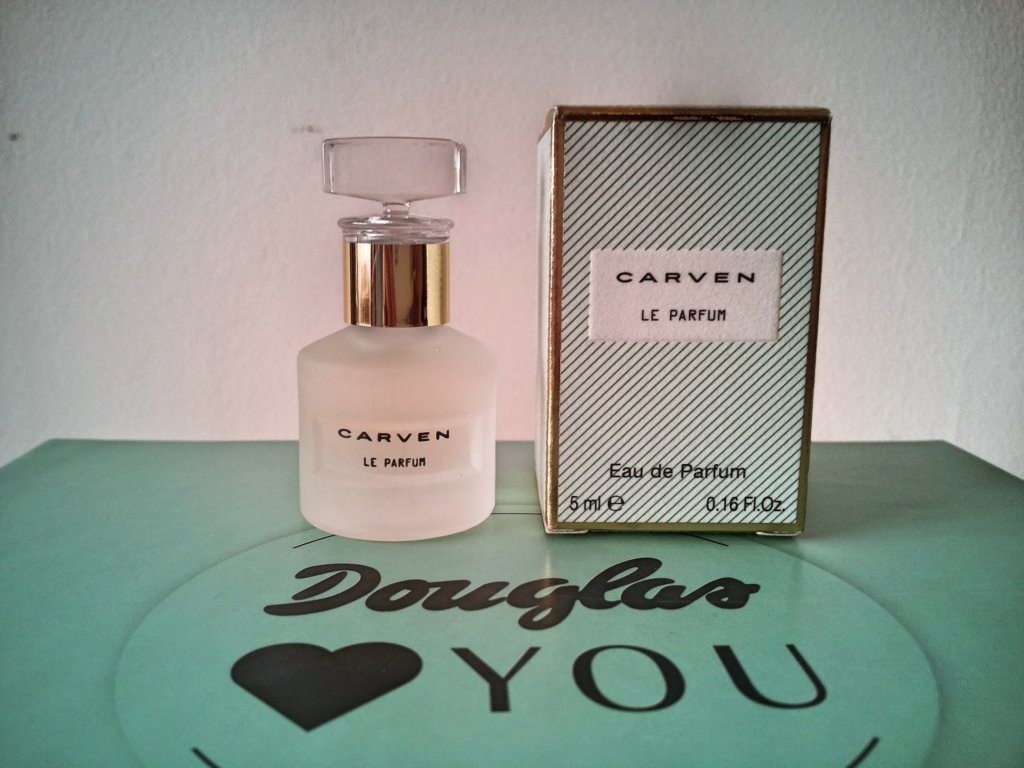 CARVEN
LE PARFUM
CARVEN
LE PARFUM
Eau de Parfum
5 ml ℮ 0.16 Fl.Oz.
Douglas
♥ YOU